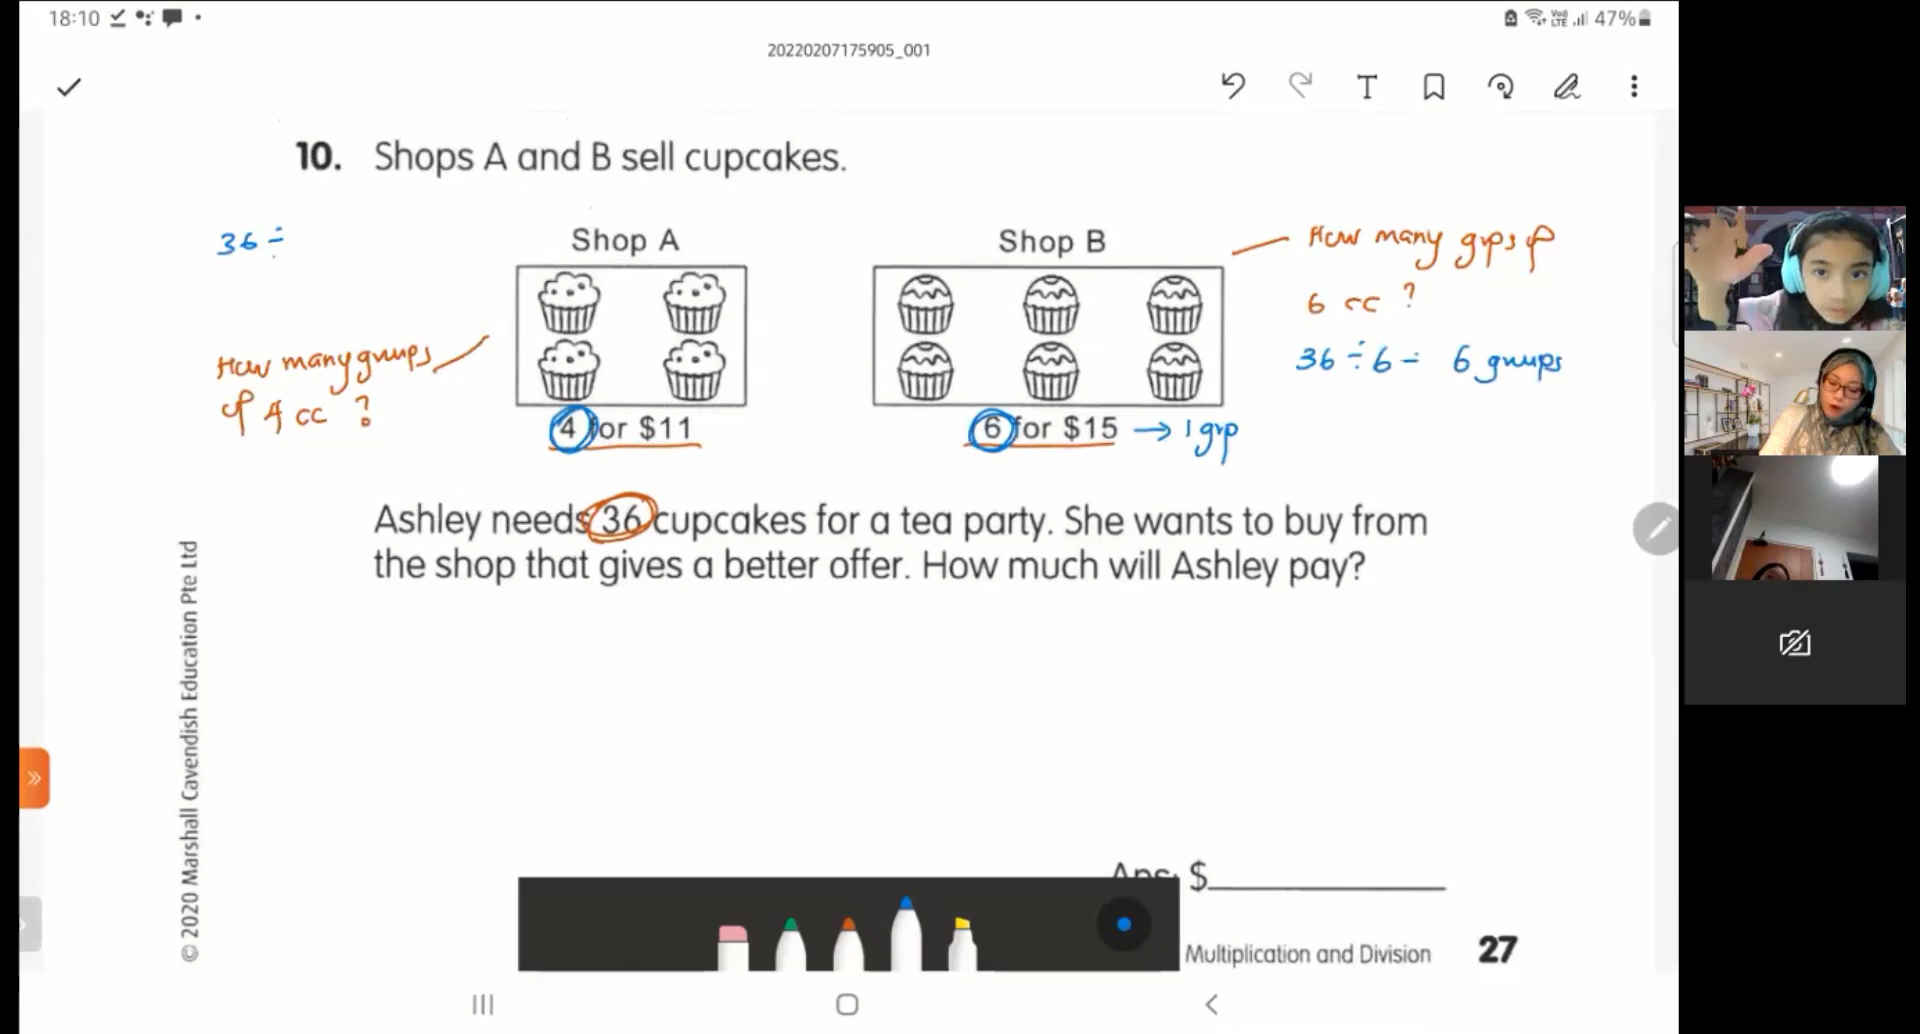 18:10
Vo) LTE 47%
20220207175905_001
T
10. Shops A and B sell cupcakes.
36 ÷
Shop A
Shop B
How many grps of
6 cc ?
36 ÷ 6 = 6 groups
How many groups
of 4 cc ?
4 for $11
6 for $15 → 1 grp
Ashley needs 36 cupcakes for a tea party. She wants to buy from
the shop that gives a better offer. How much will Ashley pay?
© 2020 Marshall Cavendish Education Pte Ltd
Ans: $
Multiplication and Division 27